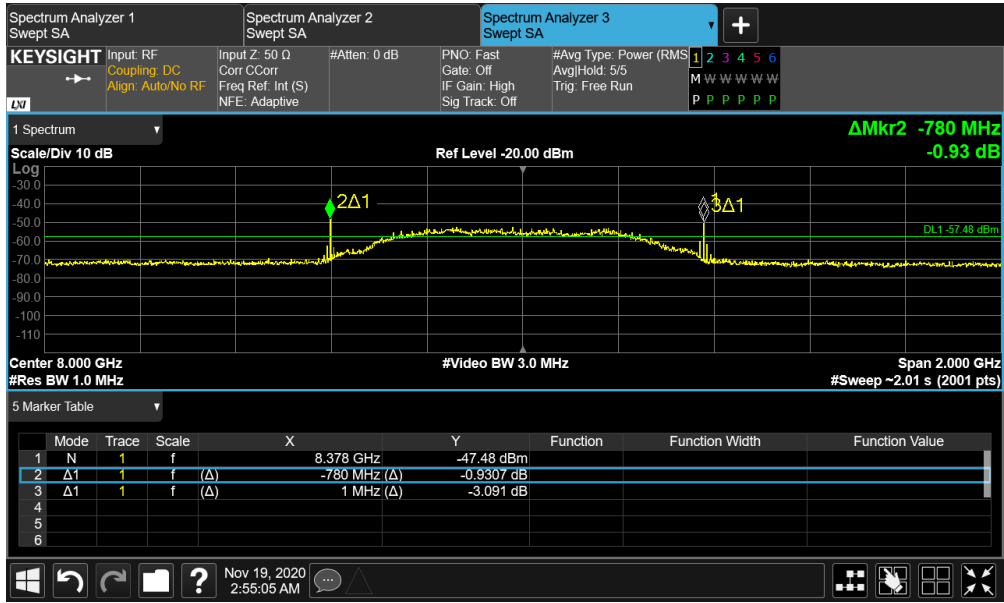 Spectrum Analyzer 1
Swept SA
Spectrum Analyzer 2
Swept SA
Spectrum Analyzer 3
Swept SA
▼
+
KEYSIGHT
LXI
Input: RF
Coupling: DC
Align: Auto/No RF
Input Z: 50 Ω
Corr CCorr
Freq Ref: Int (S)
NFE: Adaptive
#Atten: 0 dB
PNO: Fast
Gate: Off
IF Gain: High
Sig Track: Off
#Avg Type: Power (RMS
Avg|Hold: 5/5
Trig: Free Run
1 2 3 4 5 6
M W W W W W
P P P P P P
1 Spectrum ▼
ΔMkr2 -780 MHz
-0.93 dB
Scale/Div 10 dB
Ref Level -20.00 dBm
Log
-30.0
-40.0
-50.0
-60.0
-70.0
-80.0
-90.0
-100
-110
2Δ1
3Δ1
DL1 -57.48 dBm
Center 8.000 GHz
#Video BW 3.0 MHz
Span 2.000 GHz
#Res BW 1.0 MHz
#Sweep ~2.01 s (2001 pts)
5 Marker Table ▼
Mode Trace Scale X Y Function Function Width Function Value
1 N 1 f 8.378 GHz -47.48 dBm
2 Δ1 1 f (Δ) -780 MHz (Δ) -0.9307 dB
3 Δ1 1 f (Δ) 1 MHz (Δ) -3.091 dB
4
5
6
?
Nov 19, 2020
2:55:05 AM